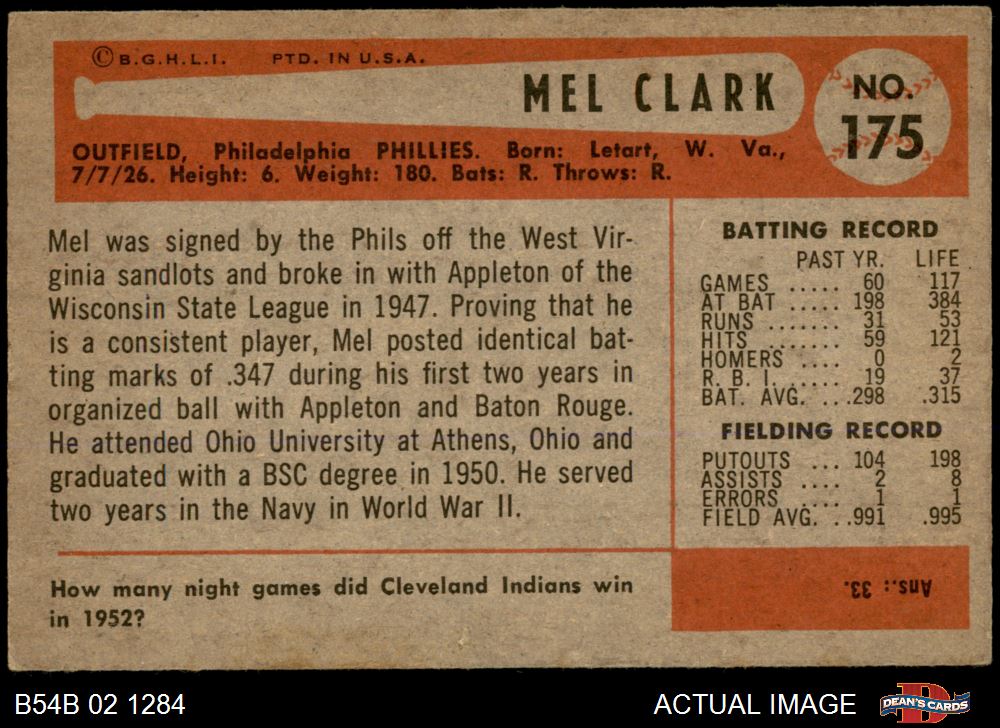 © B.G.H.L.I. PTD. IN U.S.A.
MEL CLARK
NO.
175
OUTFIELD, Philadelphia PHILLIES. Born: Letart, W. Va.,
7/7/26. Height: 6. Weight: 180. Bats: R. Throws: R.
Mel was signed by the Phils off the West Vir-
ginia sandlots and broke in with Appleton of the
Wisconsin State League in 1947. Proving that he
is a consistent player, Mel posted identical bat-
ting marks of .347 during his first two years in
organized ball with Appleton and Baton Rouge.
He attended Ohio University at Athens, Ohio and
graduated with a BSC degree in 1950. He served
two years in the Navy in World War II.
BATTING RECORD
PAST YR. LIFE
GAMES ..... 60 117
AT BAT ..... 198 384
RUNS ....... 31 53
HITS ....... 59 121
HOMERS .... 0 2
R. B. I. ..... 19 37
BAT. AVG. ...298 .315
FIELDING RECORD
PUTOUTS ... 104 198
ASSISTS .... 2 8
ERRORS .... 1 1
FIELD AVG. ..991 .995
How many night games did Cleveland Indians win
in 1952?
Ans.: 33.
B54B 02 1284
ACTUAL IMAGE
D
DEAN'S CARDS